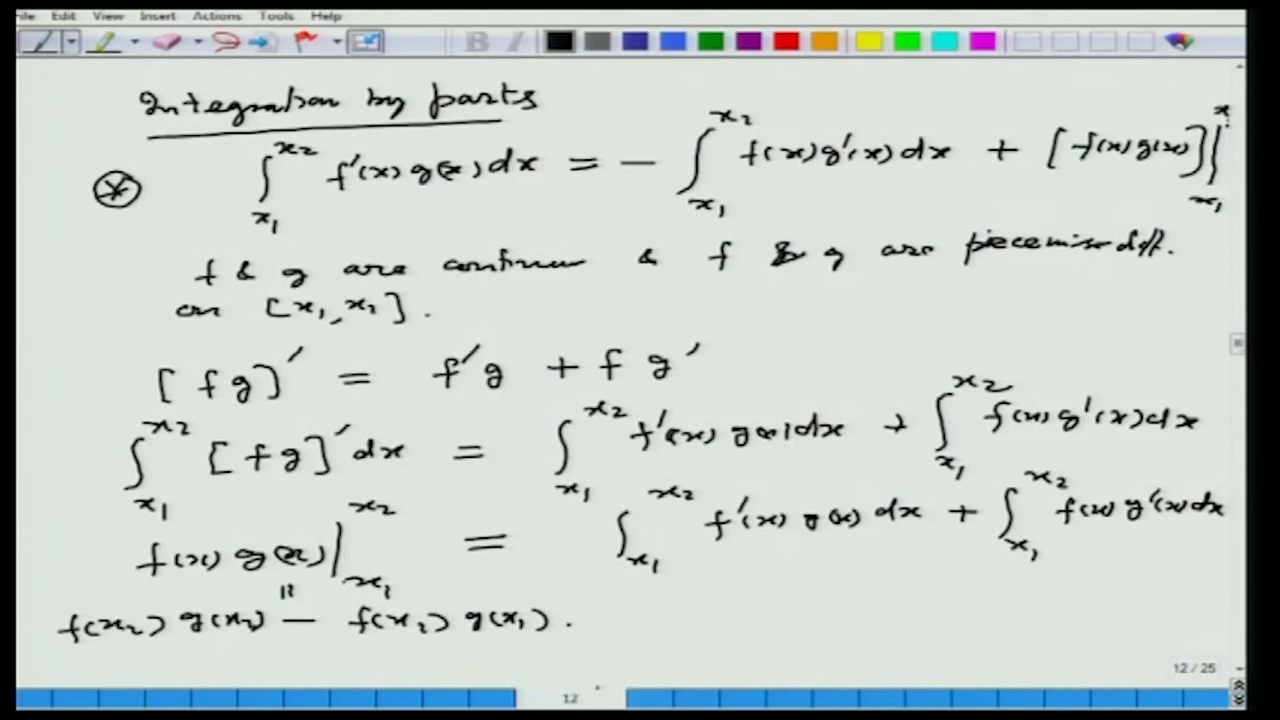 File Edit View Insert Actions Tools Help
B I
Integration by parts
⊛ ∫_{x1}^{x2} f'(x) g(x) dx = − ∫_{x1}^{x2} f(x) g'(x) dx + [f(x) g(x)]|_{x1}^{x
f & g are continuous & f & g are piecewise diff.
on [x1, x2].
[fg]' = f'g + f g'
∫_{x1}^{x2} [fg]' dx = ∫_{x1}^{x2} f'(x) g(x) dx + ∫_{x1}^{x2} f(x) g'(x) dx
f(x) g(x)|_{x1}^{x2} = ∫_{x1}^{x2} f'(x) g(x) dx + ∫_{x1}^{x2} f(x) g'(x) dx
||
f(x2) g(x2) − f(x2) g(x1).
12 / 25
12